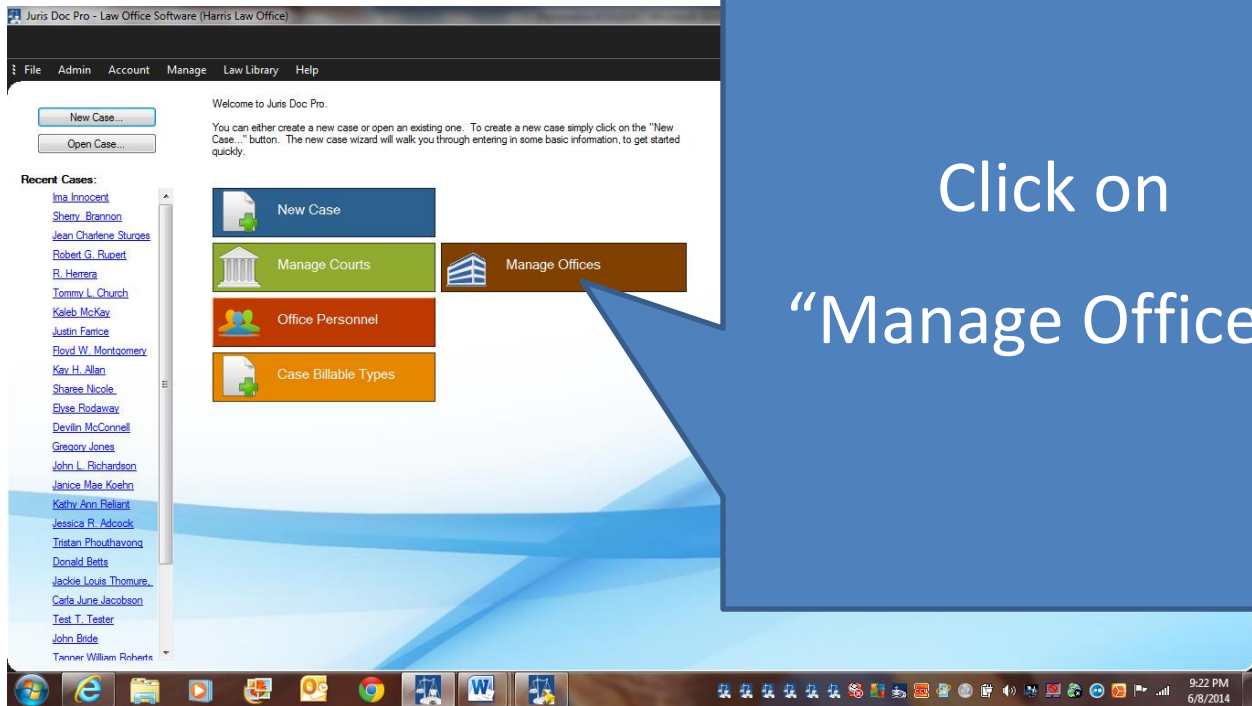 Juris Doc Pro - Law Office Software (Harris Law Office)
File Admin Account Manage Law Library Help
New Case...
Open Case...
Welcome to Juris Doc Pro.
You can either create a new case or open an existing one. To create a new case simply click on the "New
Case..." button. The new case wizard will walk you through entering in some basic information, to get started
quickly.
Recent Cases:
Ima Innocent
Sherry Brannon
Jean Charlene Sturges
Robert G. Rupert
R. Herrera
Tommy L. Church
Kaleb McKay
Justin Farrice
Floyd W. Montgomery
Kay H. Allan
Sharee Nicole
Elyse Rodaway
Devilin McConnell
Gregory Jones
John L. Richardson
Janice Mae Koehn
Kathy Ann Reliant
Jessica R. Adcock
Tristan Phouthavong
Donald Betts
Jackie Louis Thomure,
Carla June Jacobson
Test T. Tester
John Bride
Tanner William Roberts
New Case
Manage Courts
Manage Offices
Office Personnel
Case Billable Types
Click on
“Manage Office
9:22 PM
6/8/2014